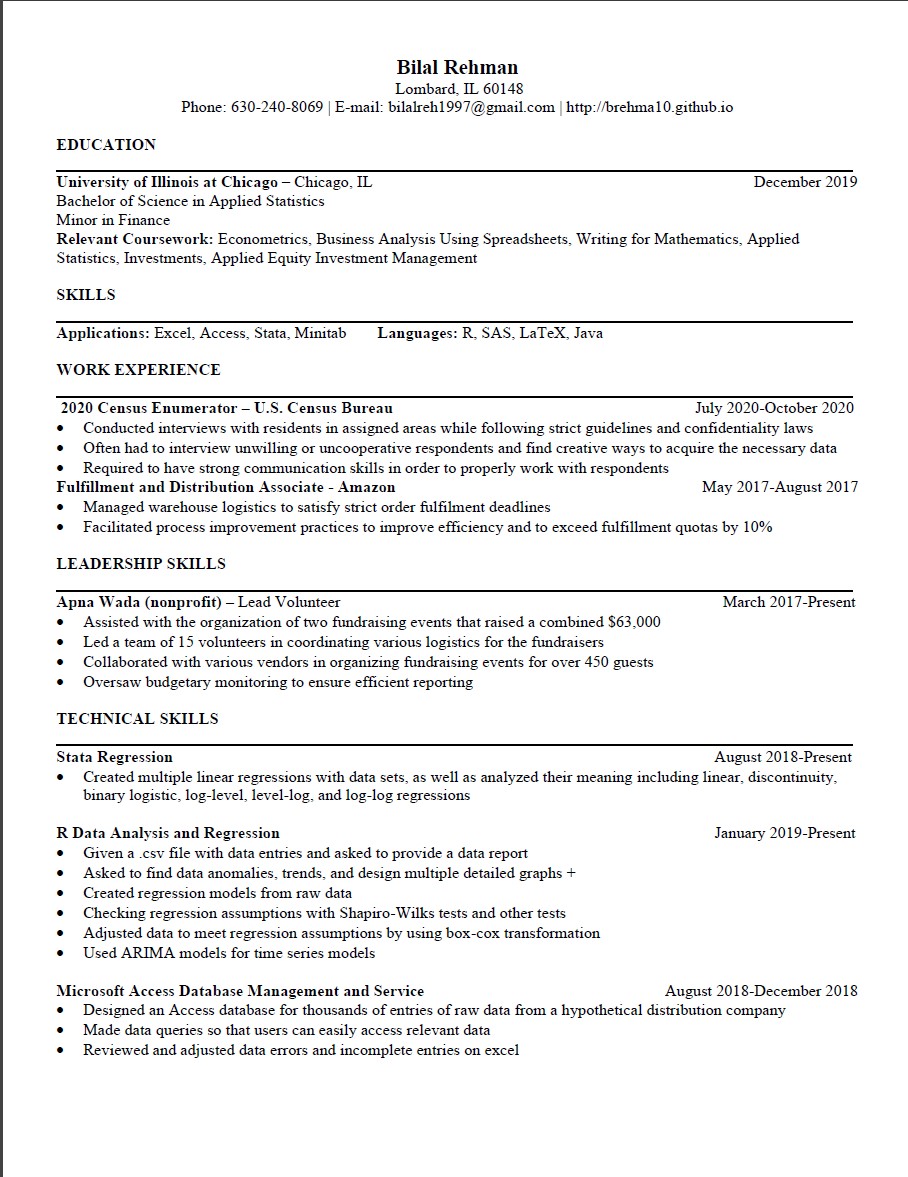 Bilal Rehman
Lombard, IL 60148
Phone: 630-240-8069 | E-mail: bilalreh1997@gmail.com | http://brehma10.github.io
EDUCATION
University of Illinois at Chicago – Chicago, IL December 2019
Bachelor of Science in Applied Statistics
Minor in Finance
Relevant Coursework: Econometrics, Business Analysis Using Spreadsheets, Writing for Mathematics, Applied
Statistics, Investments, Applied Equity Investment Management
SKILLS
Applications: Excel, Access, Stata, Minitab Languages: R, SAS, LaTeX, Java
WORK EXPERIENCE
2020 Census Enumerator – U.S. Census Bureau July 2020-October 2020
• Conducted interviews with residents in assigned areas while following strict guidelines and confidentiality laws
• Often had to interview unwilling or uncooperative respondents and find creative ways to acquire the necessary data
• Required to have strong communication skills in order to properly work with respondents
Fulfillment and Distribution Associate - Amazon May 2017-August 2017
• Managed warehouse logistics to satisfy strict order fulfilment deadlines
• Facilitated process improvement practices to improve efficiency and to exceed fulfillment quotas by 10%
LEADERSHIP SKILLS
Apna Wada (nonprofit) – Lead Volunteer March 2017-Present
• Assisted with the organization of two fundraising events that raised a combined $63,000
• Led a team of 15 volunteers in coordinating various logistics for the fundraisers
• Collaborated with various vendors in organizing fundraising events for over 450 guests
• Oversaw budgetary monitoring to ensure efficient reporting
TECHNICAL SKILLS
Stata Regression August 2018-Present
• Created multiple linear regressions with data sets, as well as analyzed their meaning including linear, discontinuity,
binary logistic, log-level, level-log, and log-log regressions
R Data Analysis and Regression January 2019-Present
• Given a .csv file with data entries and asked to provide a data report
• Asked to find data anomalies, trends, and design multiple detailed graphs +
• Created regression models from raw data
• Checking regression assumptions with Shapiro-Wilks tests and other tests
• Adjusted data to meet regression assumptions by using box-cox transformation
• Used ARIMA models for time series models
Microsoft Access Database Management and Service August 2018-December 2018
• Designed an Access database for thousands of entries of raw data from a hypothetical distribution company
• Made data queries so that users can easily access relevant data
• Reviewed and adjusted data errors and incomplete entries on excel